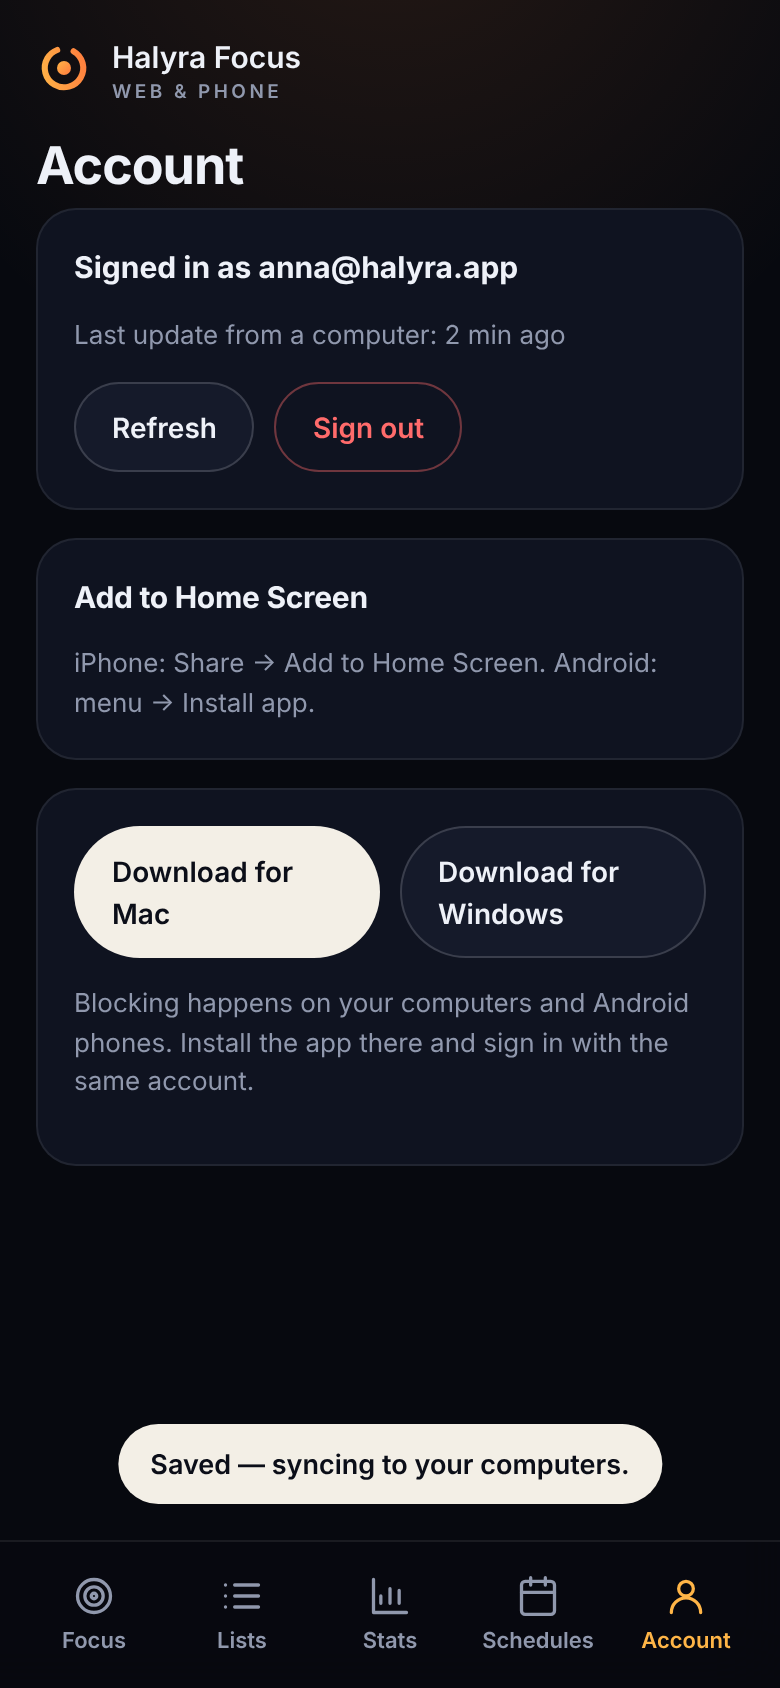 Halyra Focus
WEB & PHONE
Account
Signed in as anna@halyra.app
Last update from a computer: 2 min ago
Refresh
Sign out
Add to Home Screen
iPhone: Share → Add to Home Screen. Android:
menu → Install app.
Download for
Mac
Download for
Windows
Blocking happens on your computers and Android
phones. Install the app there and sign in with the
same account.
Saved — syncing to your computers.
Focus
Lists
Stats
Schedules
Account